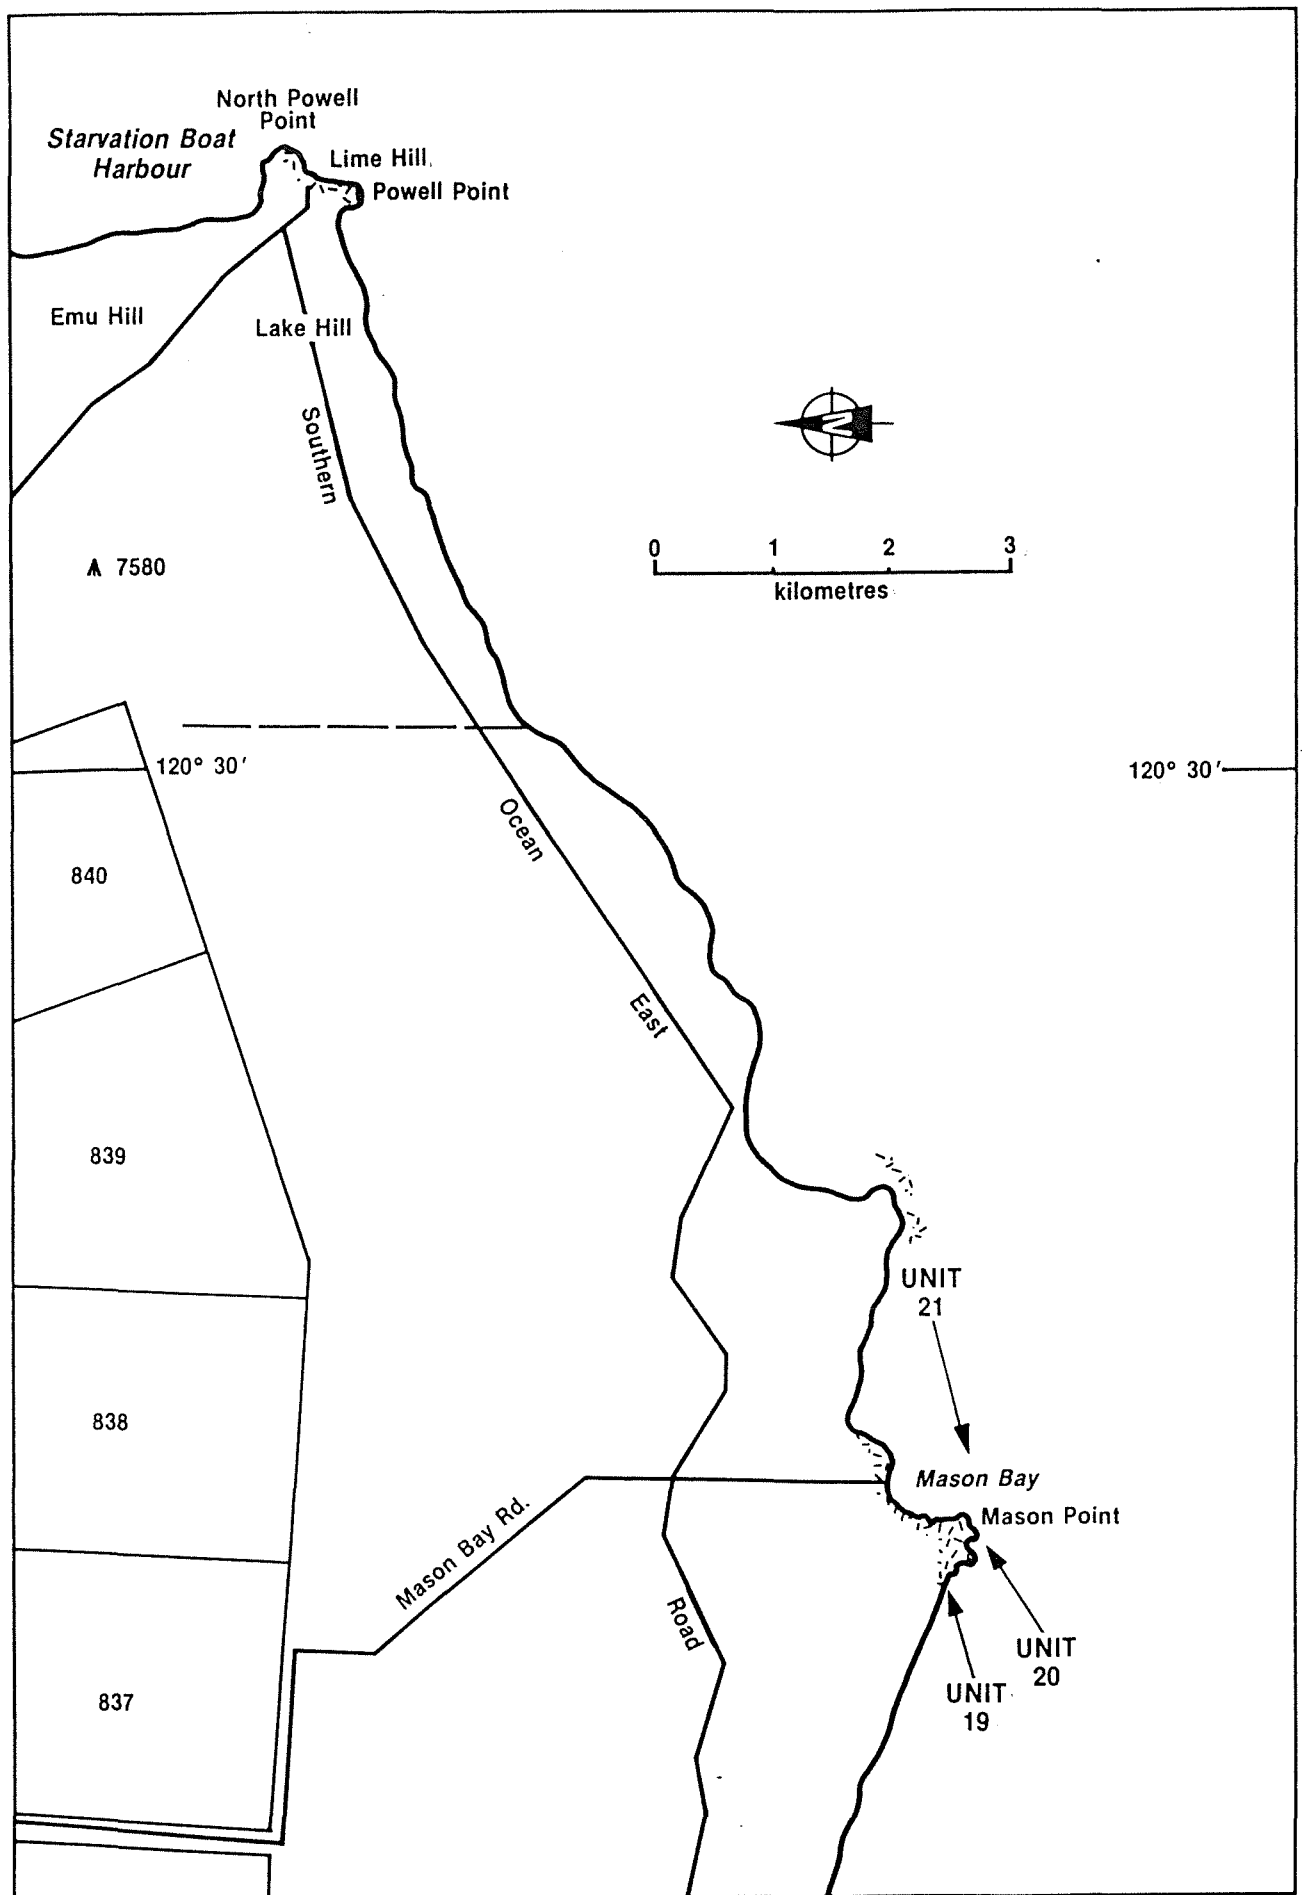 North Powell
Point
Starvation Boat
Harbour
Lime Hill
Powell Point
Emu Hill
Lake Hill
Southern
N
0 1 2 3
kilometres
7580
120° 30′
120° 30′
Ocean
840
East
839
UNIT
21
838
Mason Bay
Mason Point
Mason Bay Rd.
Road
UNIT
20
UNIT
19
837